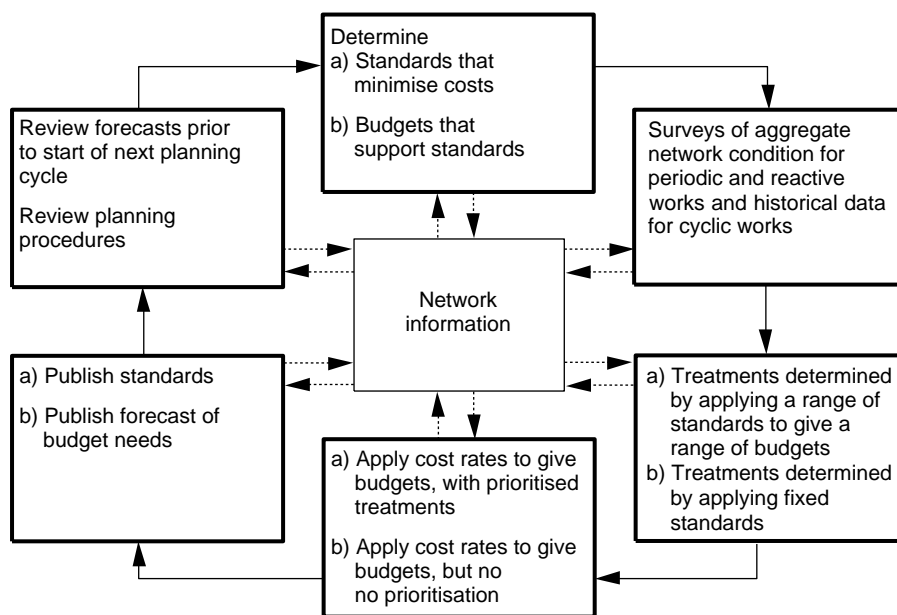 Determine
a) Standards that
minimise costs
b) Budgets that
support standards
Review forecasts prior
to start of next planning
cycle
Review planning
procedures
Surveys of aggregate
network condition for
periodic and reactive
works and historical data
for cyclic works
Network
information
a) Publish standards
b) Publish forecast of
budget needs
a) Treatments determined
by applying a range of
standards to give a
range of budgets
b) Treatments determined
by applying fixed
standards
a) Apply cost rates to give
budgets, with prioritised
treatments
b) Apply cost rates to give
budgets, but no
no prioritisation